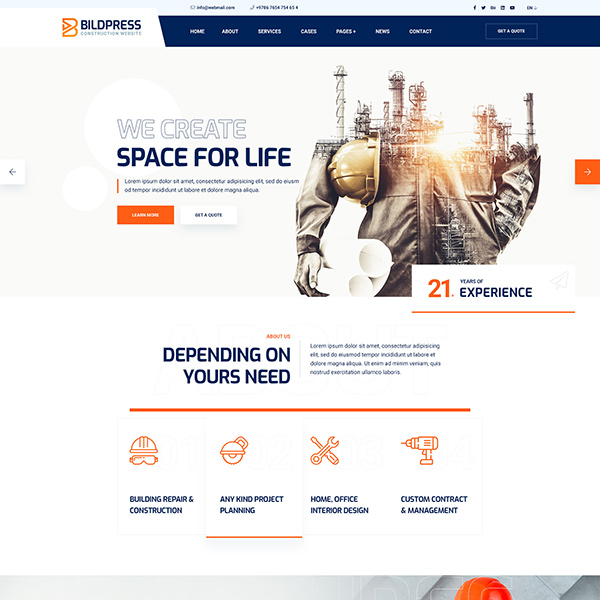 info@webmail.com
+9786 7654 754 65 4
EN
BILDPRESS
CONSTRUCTION WEBSITE
HOME ABOUT SERVICES CASES PAGES + NEWS CONTACT
GET A QUOTE
WE CREATE
SPACE FOR LIFE
Lorem ipsum dolor sit amet, consectetur adipiscing elit, sed do eiusm
od tempor incididunt ut labore et dolore magna aliqua.
LEARN MORE
GET A QUOTE
21.
YEARS OF
EXPERIENCE
ABOUT
ABOUT US
DEPENDING ON
YOURS NEED
Lorem ipsum dolor sit amet, consectetur adipiscing
elit, sed do eiusmod tempor incididunt ut labore et
dolore magna aliqua. Ut enim ad minim veniam, quis
nostrud exercitation ullamco laboris.
01
BUILDING REPAIR &
CONSTRUCTION
02
ANY KIND PROJECT
PLANNING
03
HOME, OFFICE
INTERIOR DESIGN
04
CUSTOM CONTRACT
& MANAGEMENT